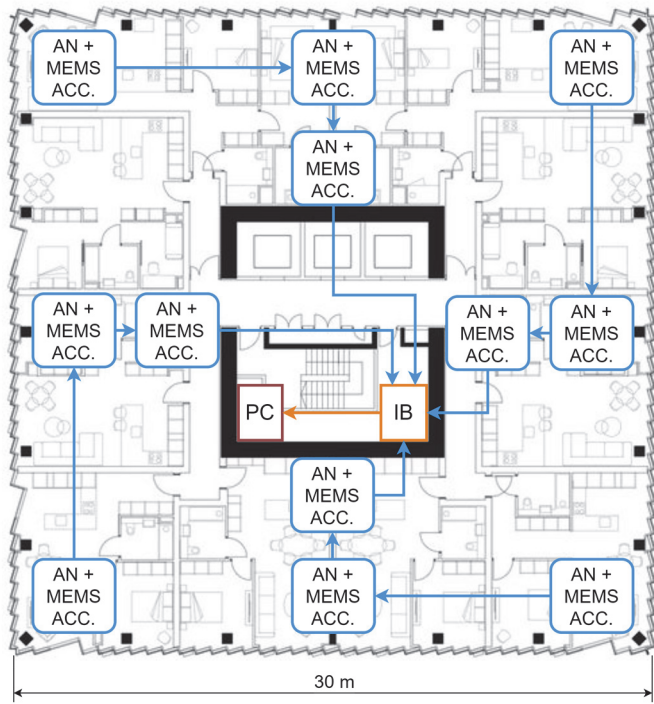 AN +
MEMS
ACC.
AN +
MEMS
ACC.
AN +
MEMS
ACC.
AN +
MEMS
ACC.
AN +
MEMS
ACC.
AN +
MEMS
ACC.
AN +
MEMS
ACC.
AN +
MEMS
ACC.
PC
IB
AN +
MEMS
ACC.
AN +
MEMS
ACC.
AN +
MEMS
ACC.
AN +
MEMS
ACC.
30 m